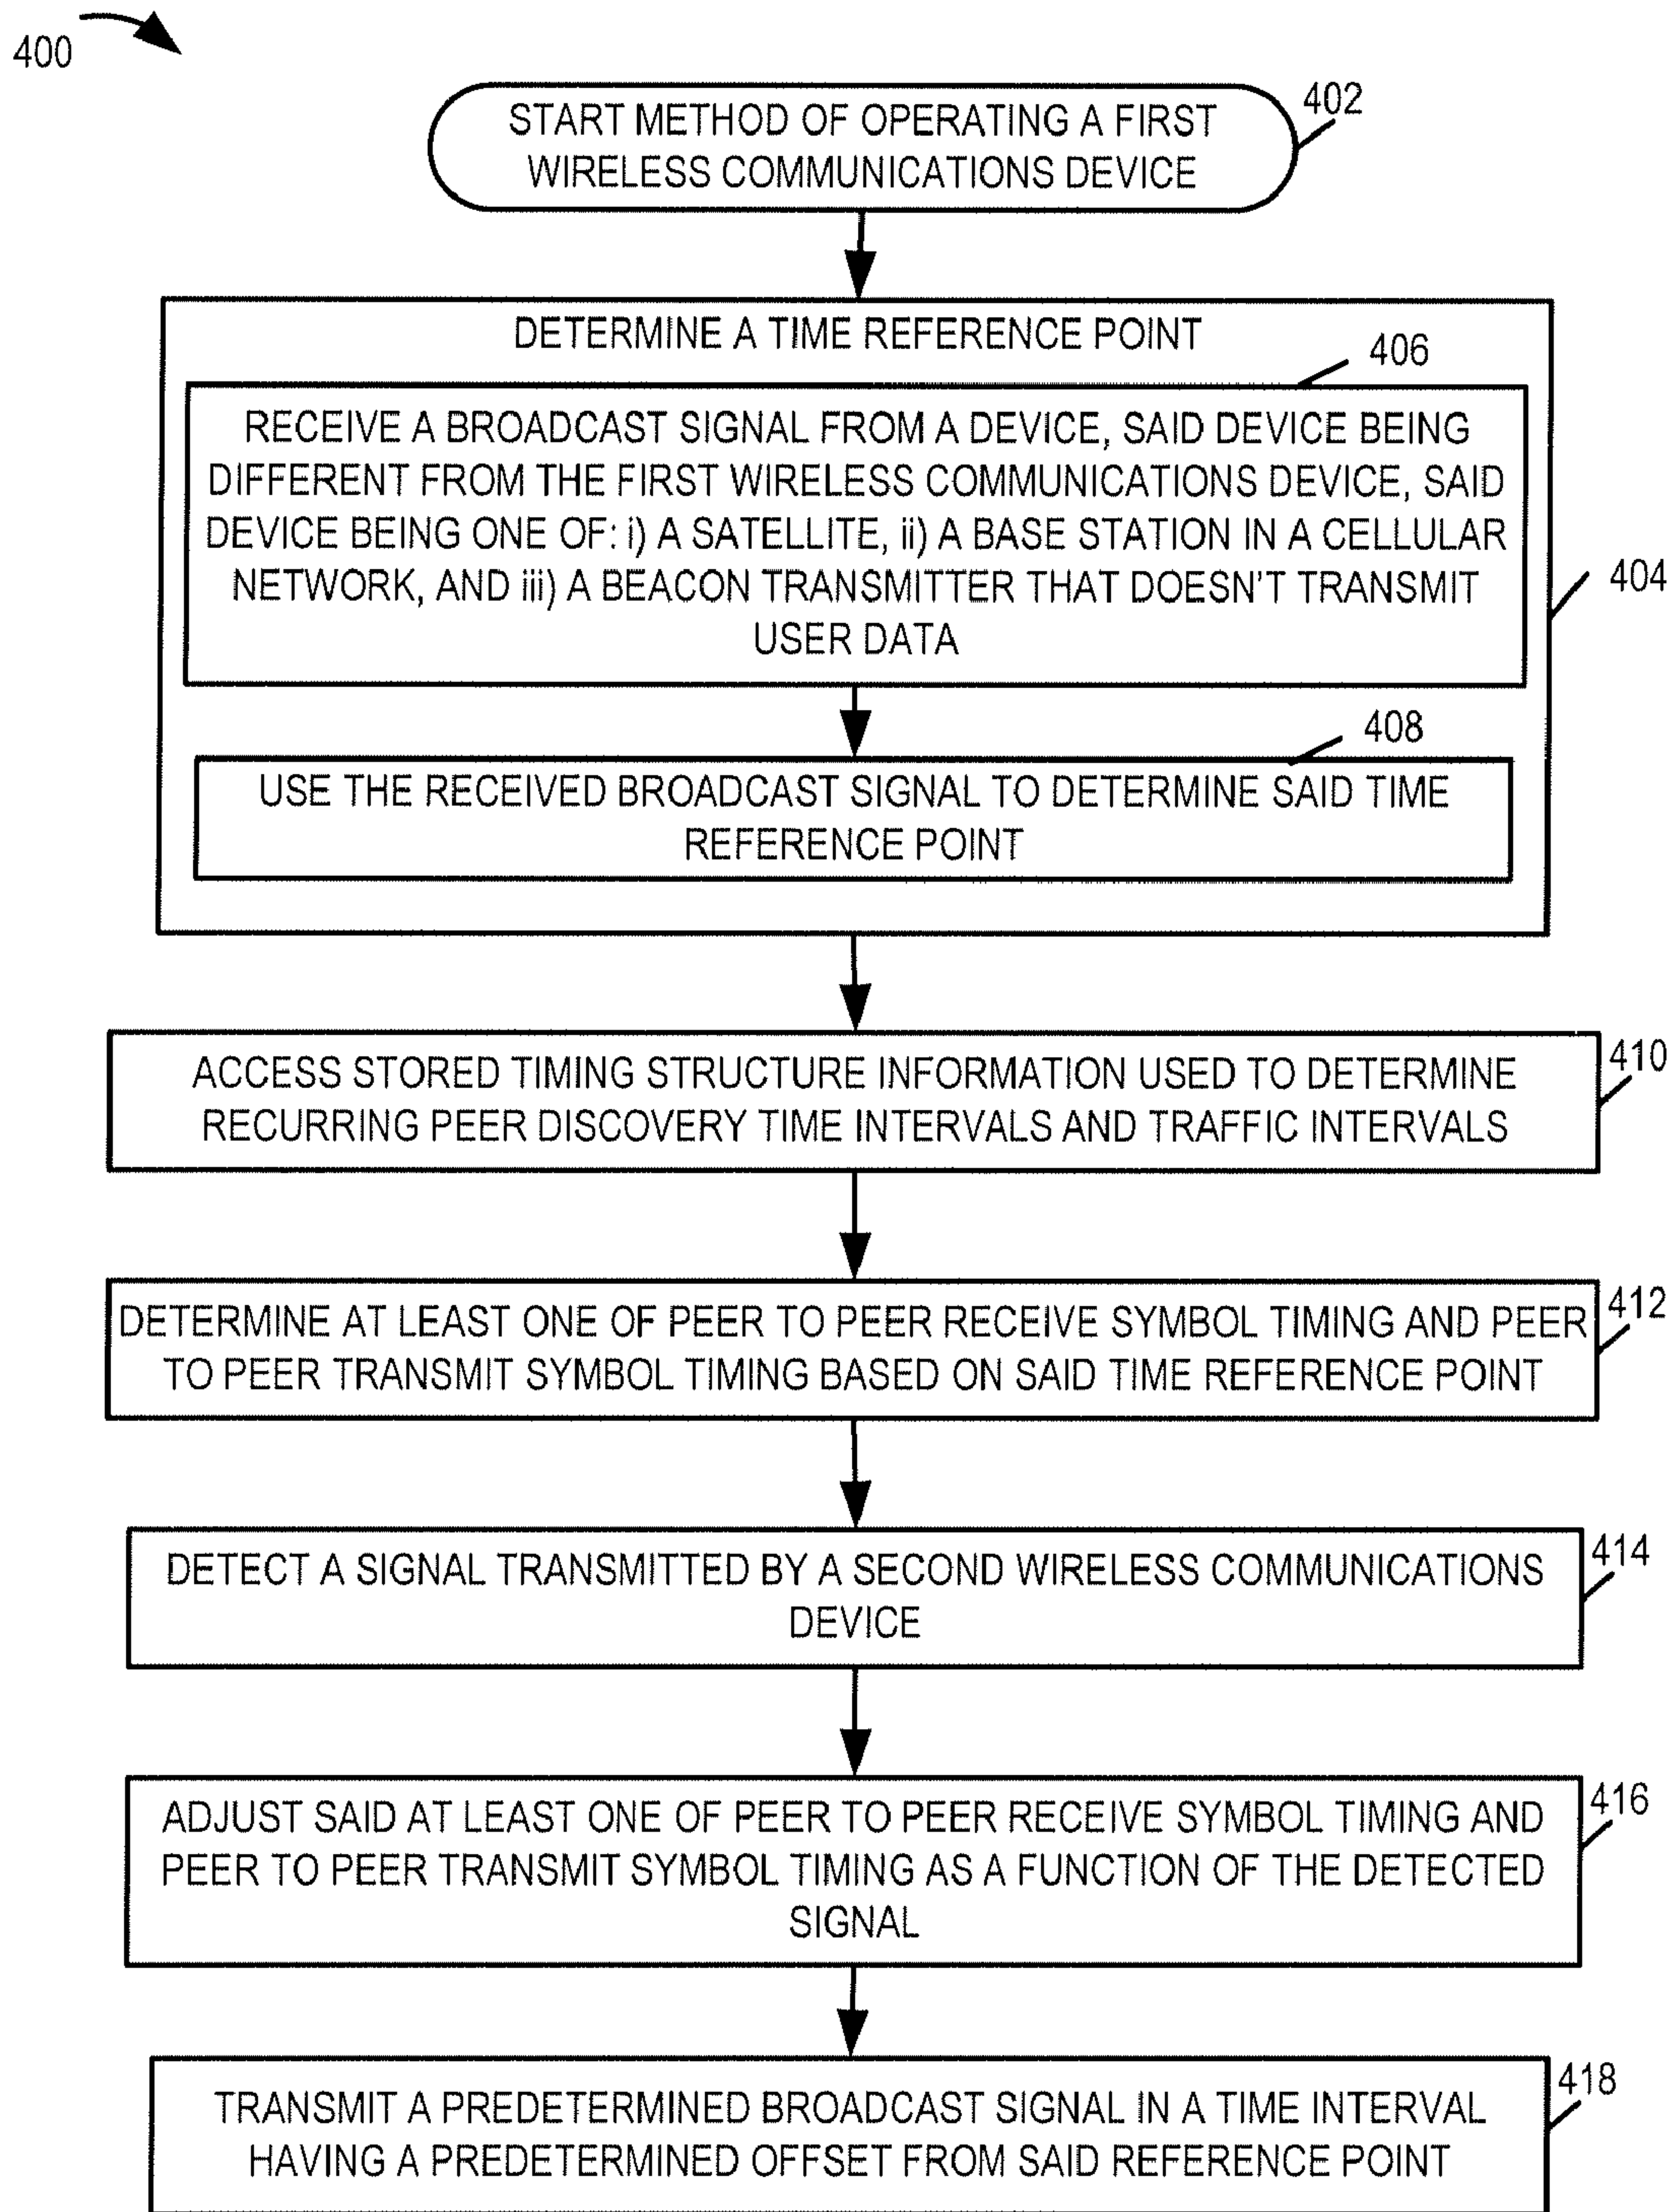 400
START METHOD OF OPERATING A FIRST
WIRELESS COMMUNICATIONS DEVICE
402
DETERMINE A TIME REFERENCE POINT
406
RECEIVE A BROADCAST SIGNAL FROM A DEVICE, SAID DEVICE BEING
DIFFERENT FROM THE FIRST WIRELESS COMMUNICATIONS DEVICE, SAID
DEVICE BEING ONE OF: i) A SATELLITE, ii) A BASE STATION IN A CELLULAR
NETWORK, AND iii) A BEACON TRANSMITTER THAT DOESN'T TRANSMIT
USER DATA
404
408
USE THE RECEIVED BROADCAST SIGNAL TO DETERMINE SAID TIME
REFERENCE POINT
ACCESS STORED TIMING STRUCTURE INFORMATION USED TO DETERMINE
RECURRING PEER DISCOVERY TIME INTERVALS AND TRAFFIC INTERVALS
410
DETERMINE AT LEAST ONE OF PEER TO PEER RECEIVE SYMBOL TIMING AND PEER
TO PEER TRANSMIT SYMBOL TIMING BASED ON SAID TIME REFERENCE POINT
412
DETECT A SIGNAL TRANSMITTED BY A SECOND WIRELESS COMMUNICATIONS
DEVICE
414
ADJUST SAID AT LEAST ONE OF PEER TO PEER RECEIVE SYMBOL TIMING AND
PEER TO PEER TRANSMIT SYMBOL TIMING AS A FUNCTION OF THE DETECTED
SIGNAL
416
TRANSMIT A PREDETERMINED BROADCAST SIGNAL IN A TIME INTERVAL
HAVING A PREDETERMINED OFFSET FROM SAID REFERENCE POINT
418